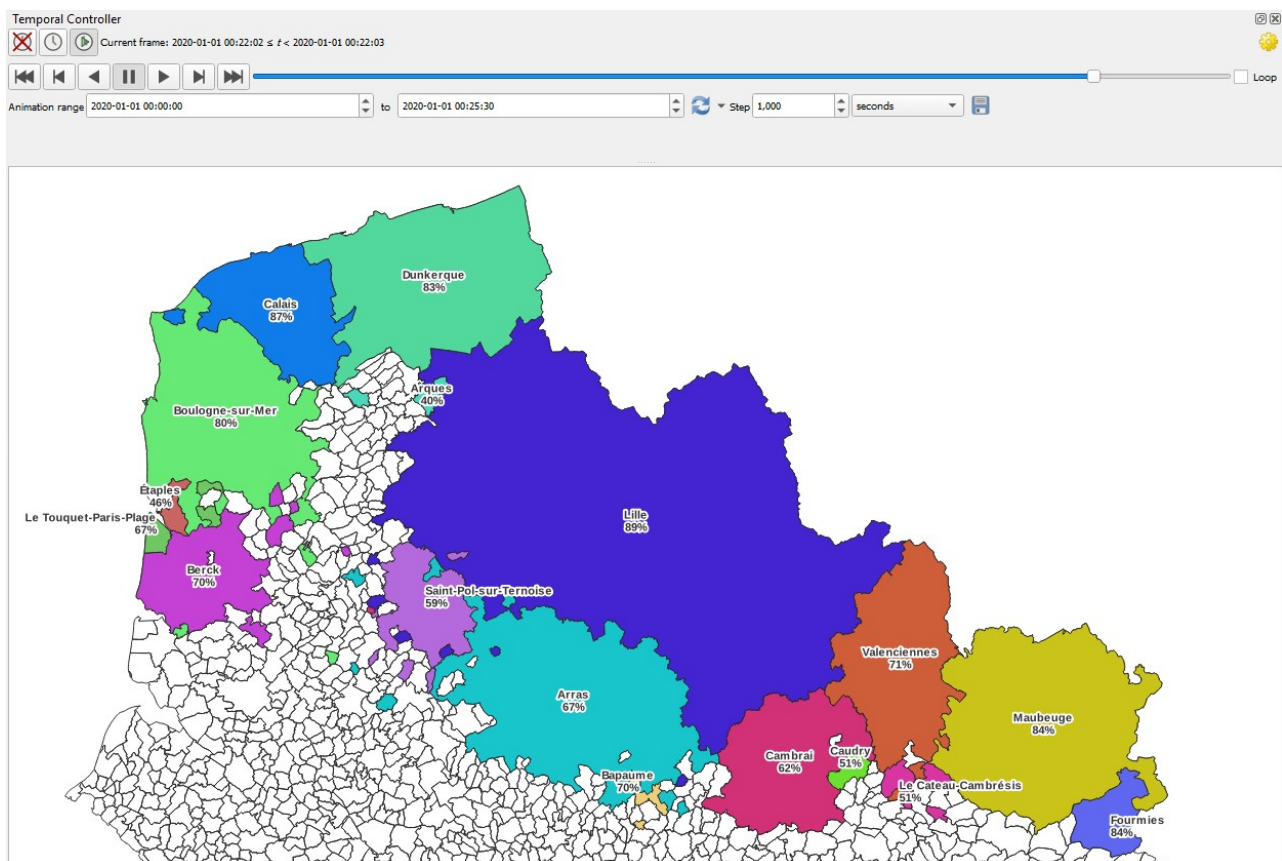 Temporal Controller
Current frame: 2020-01-01 00:22:02 ≤ t < 2020-01-01 00:22:03
Loop
Animation range 2020-01-01 00:00:00 to 2020-01-01 00:25:30 Step 1,000 seconds
Dunkerque
83%
Calais
87%
Arques
40%
Boulogne-sur-Mer
80%
Étaples
46%
Le Touquet-Paris-Plage
67%
Lille
89%
Berck
70%
Saint-Pol-sur-Ternoise
59%
Valenciennes
71%
Arras
67%
Maubeuge
84%
Cambrai
62%
Caudry
51%
Bapaume
70%
Le Cateau-Cambrésis
51%
Fourmies
84%